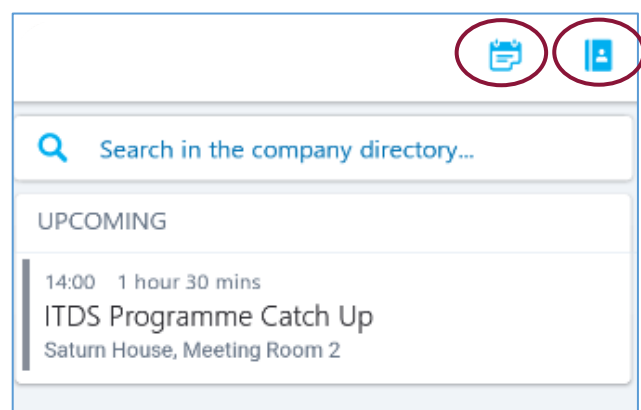 Search in the company directory...
UPCOMING
14:00 1 hour 30 mins
ITDS Programme Catch Up
Saturn House, Meeting Room 2